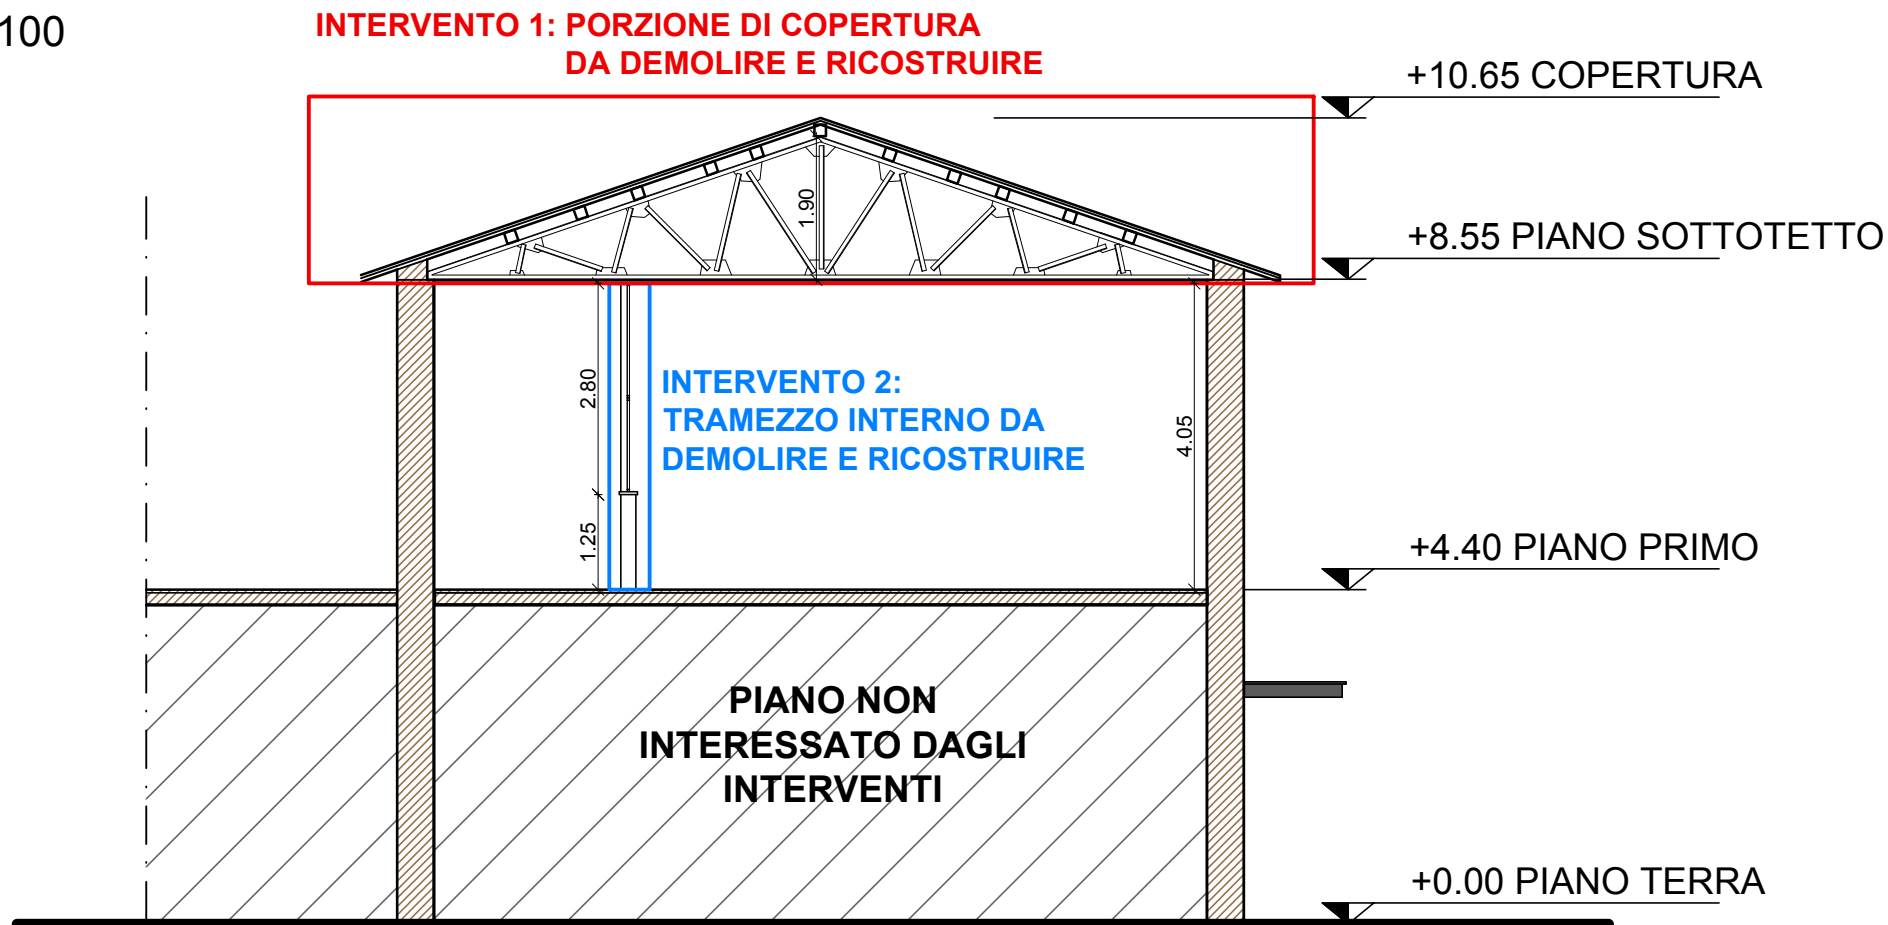 100
INTERVENTO 1: PORZIONE DI COPERTURA
DA DEMOLIRE E RICOSTRUIRE
+10.65 COPERTURA
1.90
+8.55 PIANO SOTTOTETTO
2.80
INTERVENTO 2:
TRAMEZZO INTERNO DA
DEMOLIRE E RICOSTRUIRE
4.05
1.25
+4.40 PIANO PRIMO
PIANO NON
INTERESSATO DAGLI
INTERVENTI
+0.00 PIANO TERRA